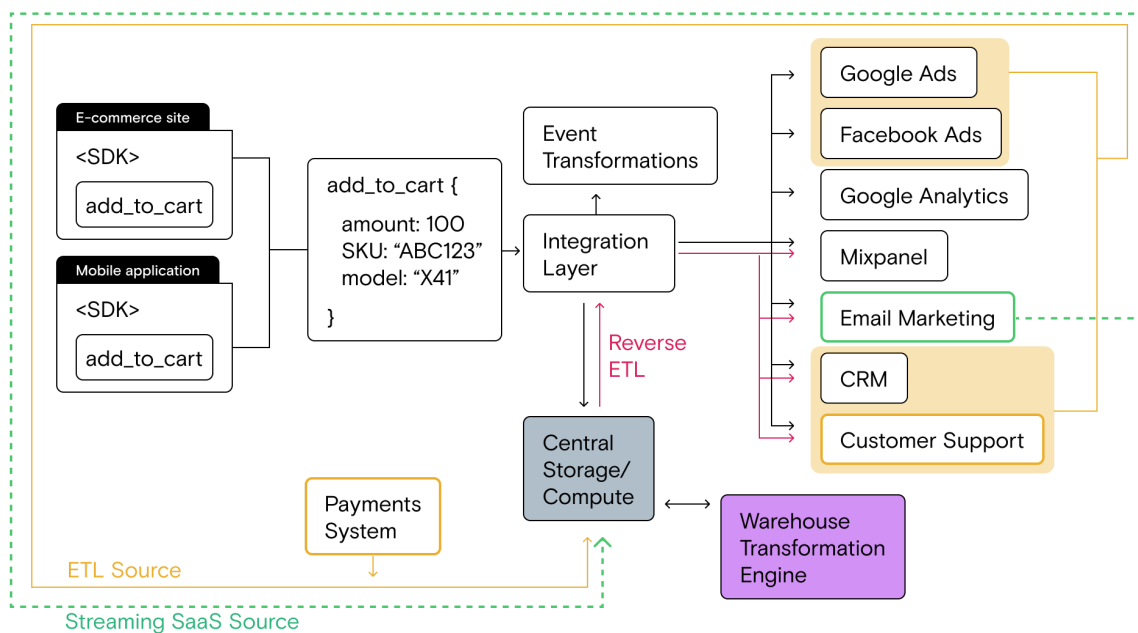 E-commerce site
<SDK>
add_to_cart
Mobile application
<SDK>
add_to_cart
add_to_cart {
amount: 100
SKU: “ABC123”
model: “X41”
}
Event
Transformations
Integration
Layer
Reverse
ETL
Central
Storage/
Compute
Warehouse
Transformation
Engine
Payments
System
ETL Source
Streaming SaaS Source
Google Ads
Facebook Ads
Google Analytics
Mixpanel
Email Marketing
CRM
Customer Support